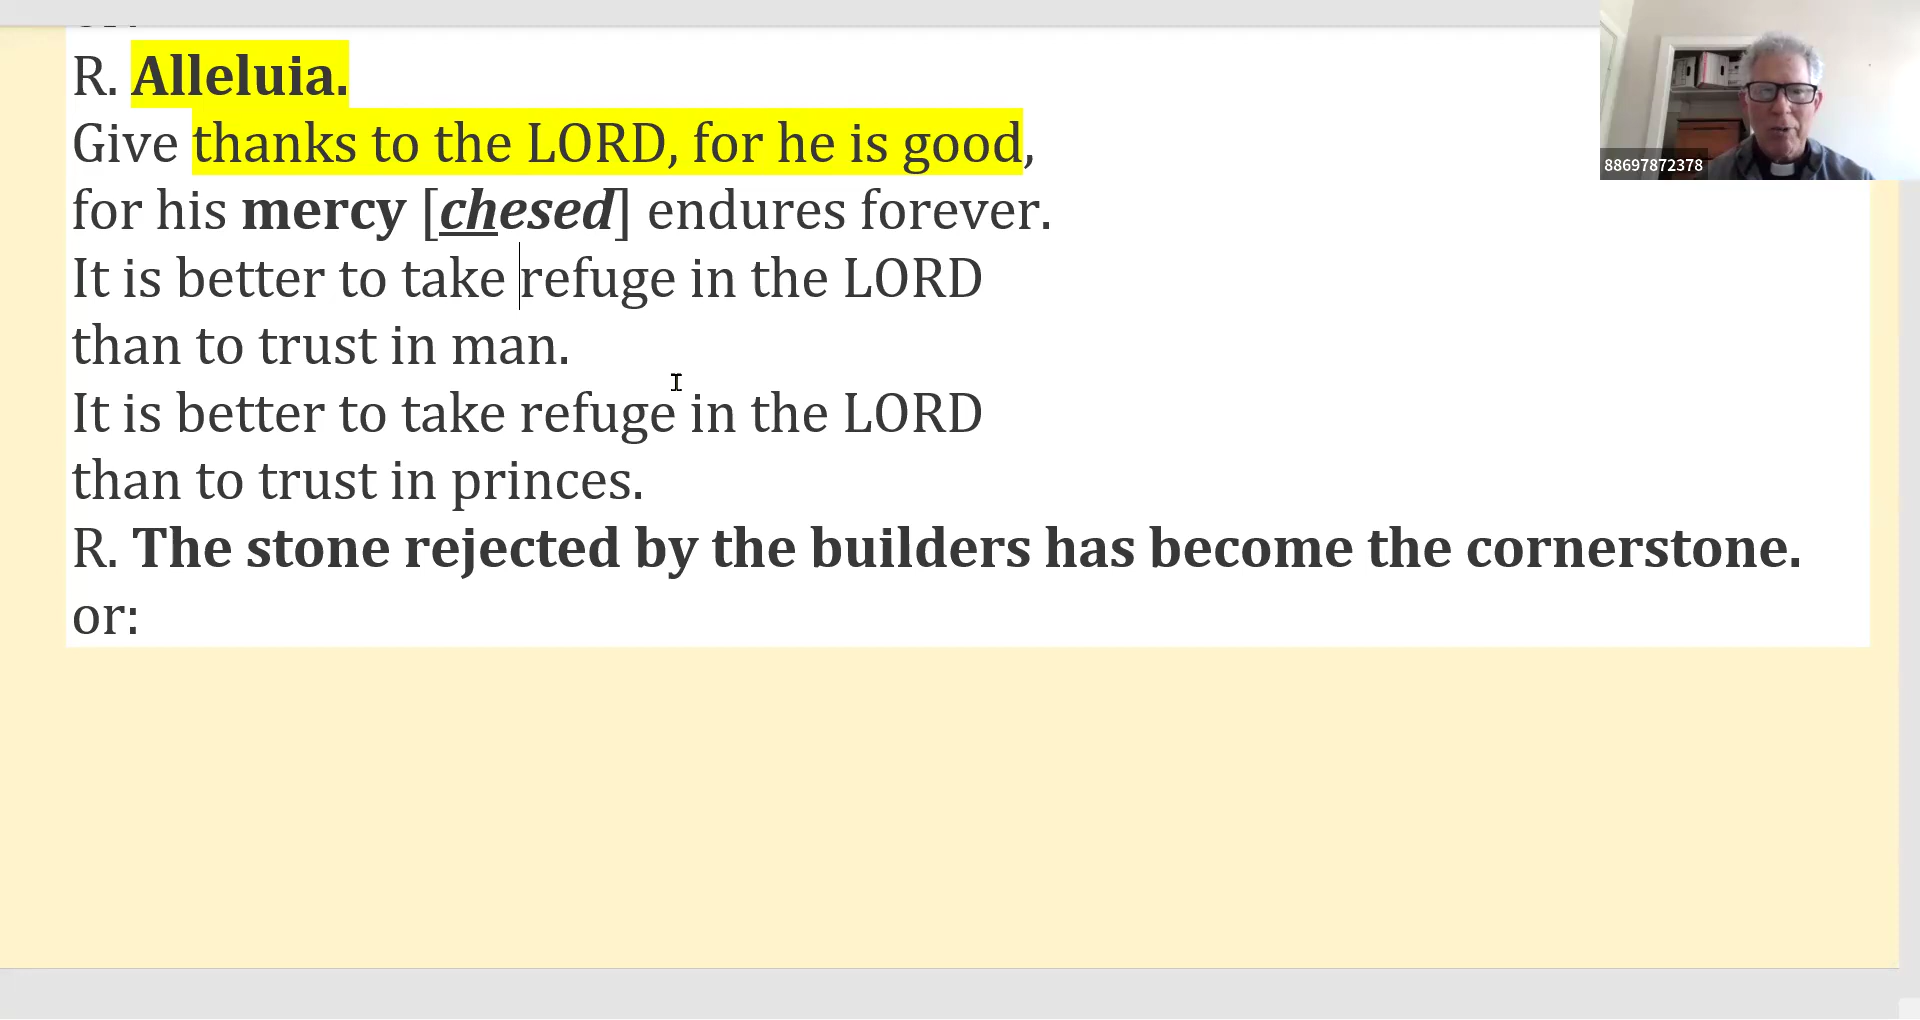 R. Alleluia.
Give thanks to the LORD, for he is good,
for his mercy [chesed] endures forever.
It is better to take refuge in the LORD
than to trust in man.
It is better to take refuge in the LORD
than to trust in princes.
R. The stone rejected by the builders has become the cornerstone.
or:
88697872378